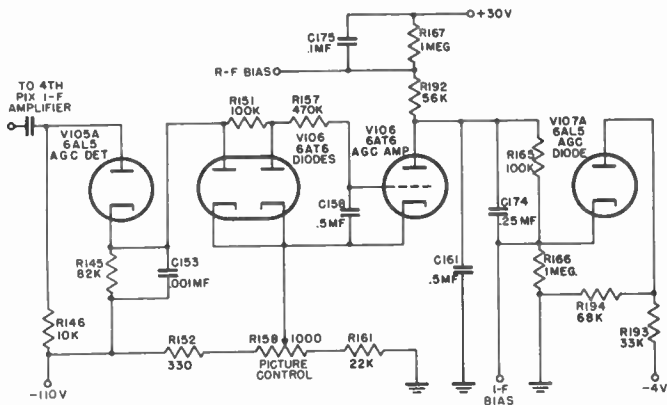 +30V
C175
.1MF
R167
1MEG
R-F BIAS
R192
56K
TO 4TH
PIX I-F
AMPLIFIER
V105A
6AL5
AGC DET
R151
100K
R157
470K
V106
6AT6
DIODES
V106
6AT6
AGC AMP
R165
100K
V107A
6AL5
AGC
DIODE
C158
.5MF
C174
.25MF
R145
82K
C153
.001MF
C161
.5MF
R166
1MEG.
R146
10K
R194
68K
R193
33K
R152
330
R158
1000
PICTURE
CONTROL
R161
22K
-110V
I-F
BIAS
-4V